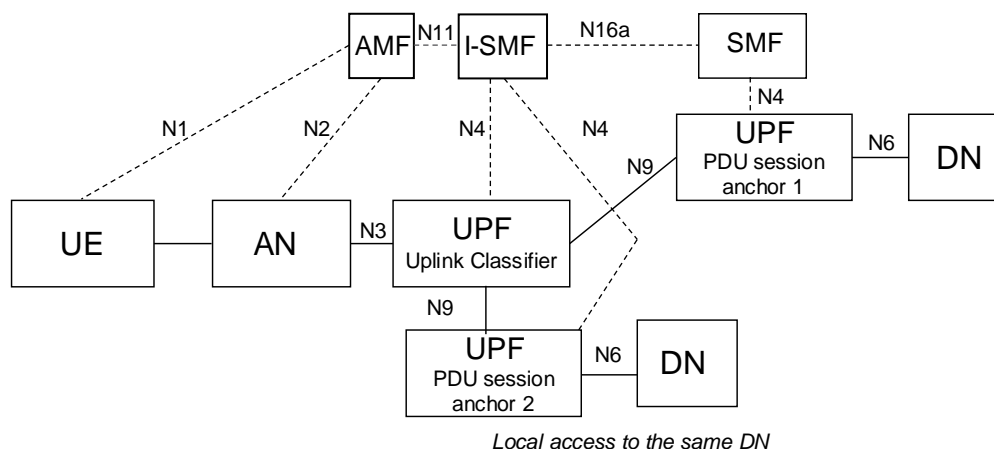 N11
N16a
AMF
I-SMF
SMF
N1
N2
N4
N4
N4
UPF
PDU session
anchor 1
N6
DN
N9
UE
AN
N3
UPF
Uplink Classifier
N9
UPF
PDU session
anchor 2
N6
DN
Local access to the same DN